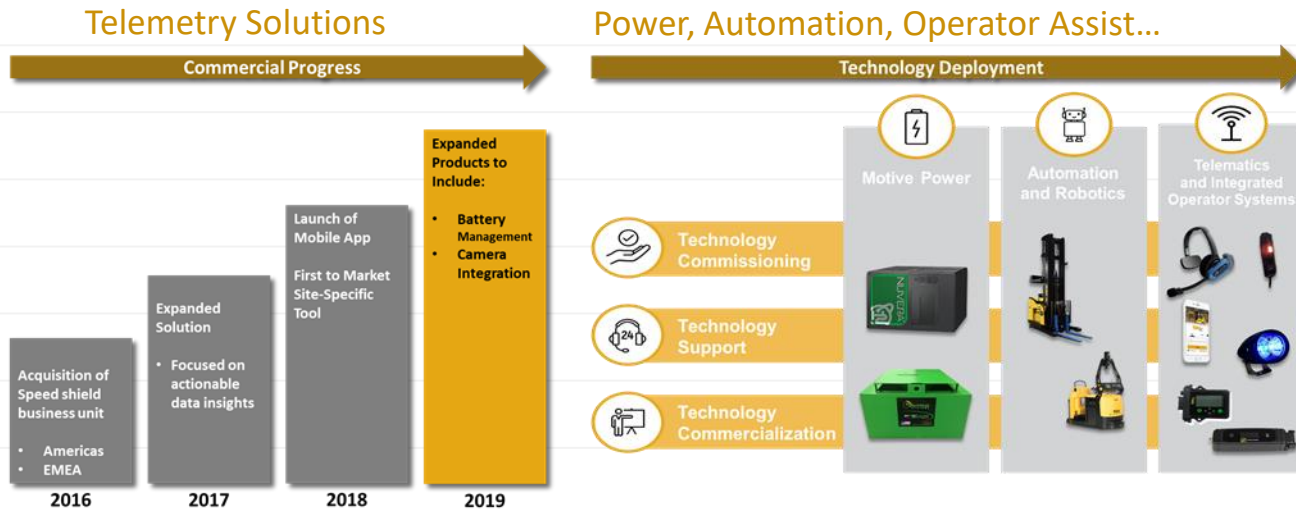 Telemetry Solutions
Power, Automation, Operator Assist…
Commercial Progress
Technology Deployment
Acquisition of
Speed shield
business unit
• Americas
• EMEA
2016
Expanded
Solution
• Focused on
actionable
data insights
2017
Launch of
Mobile App
First to Market
Site-Specific
Tool
2018
Expanded
Products to
Include:
• Battery
Management
• Camera
Integration
2019
Motive Power
Automation
and Robotics
Telematics
and Integrated
Operator Systems
Technology
Commissioning
24
Technology
Support
Technology
Commercialization
NUVERA